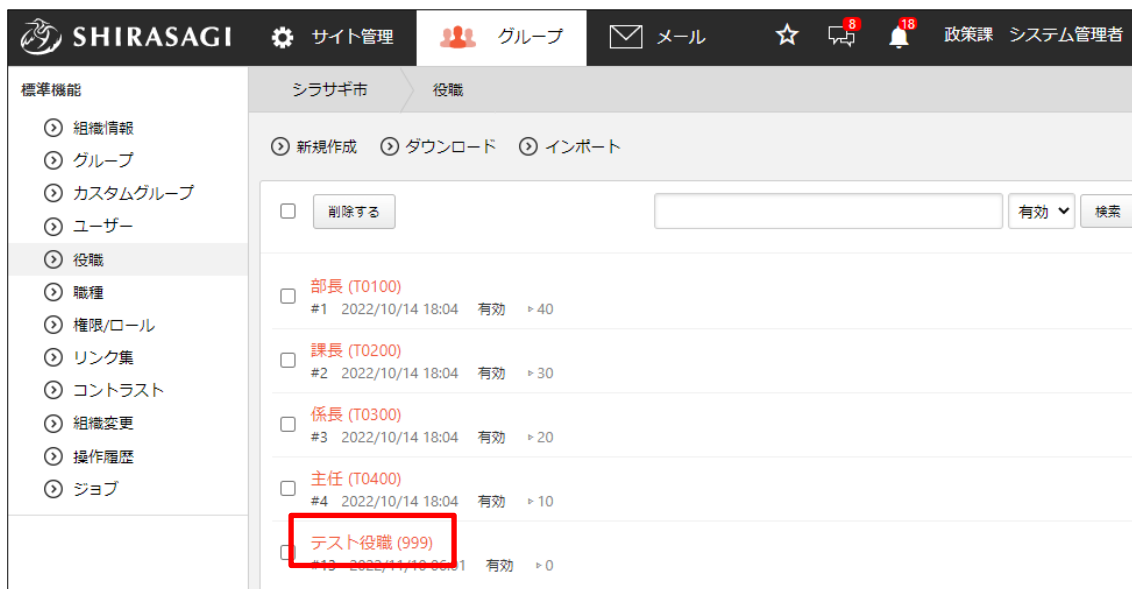 SHIRASAGI サイト管理 グループ メール 8 18 政策課 システム管理者
標準機能
組織情報
グループ
カスタムグループ
ユーザー
役職
職種
権限/ロール
リンク集
コントラスト
組織変更
操作履歴
ジョブ
シラサギ市 役職
新規作成 ダウンロード インポート
削除する 有効 検索
部長 (T0100)
#1 2022/10/14 18:04 有効 40
課長 (T0200)
#2 2022/10/14 18:04 有効 30
係長 (T0300)
#3 2022/10/14 18:04 有効 20
主任 (T0400)
#4 2022/10/14 18:04 有効 10
テスト役職 (999)
有効 0